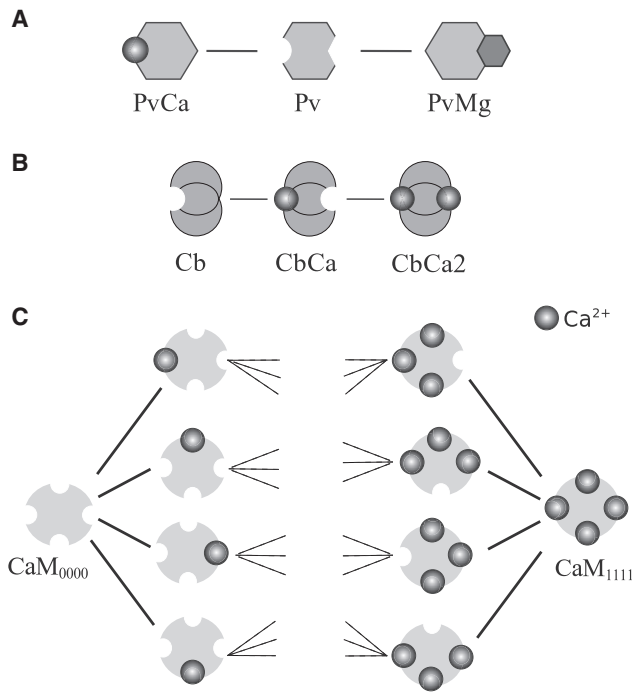 A
PvCa Pv PvMg
B
Cb CbCa CbCa2
C
Ca²⁺
CaM₀₀₀₀
CaM₁₁₁₁